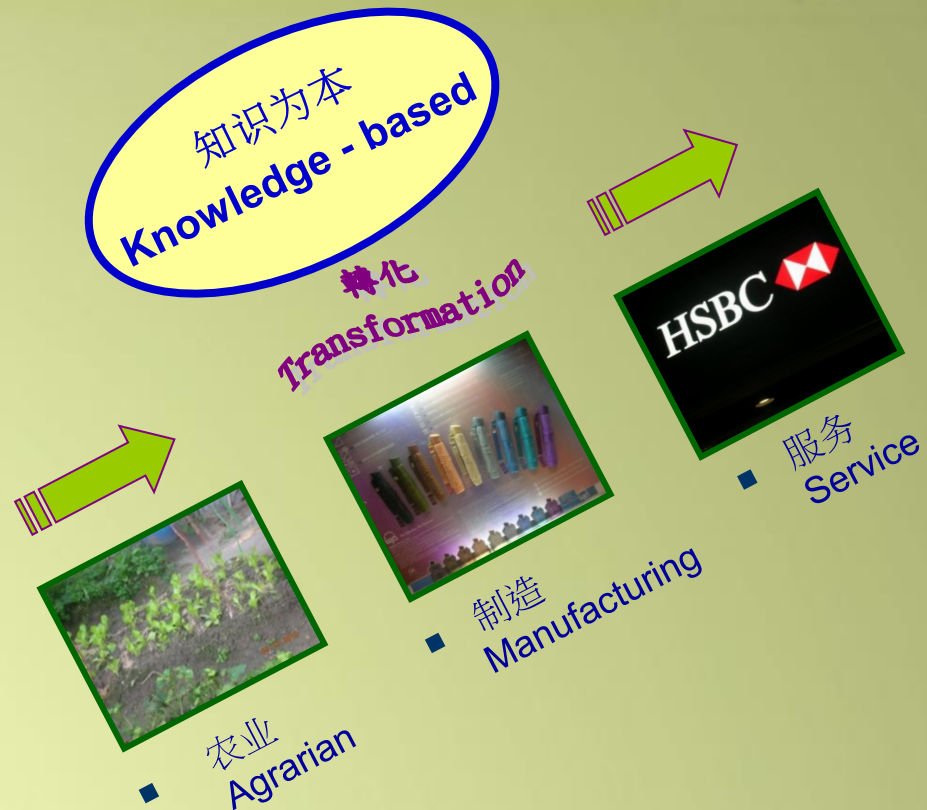 知识为本
Knowledge - based
轉化
Transformation
HSBC
服务
Service
制造
Manufacturing
农业
Agrarian